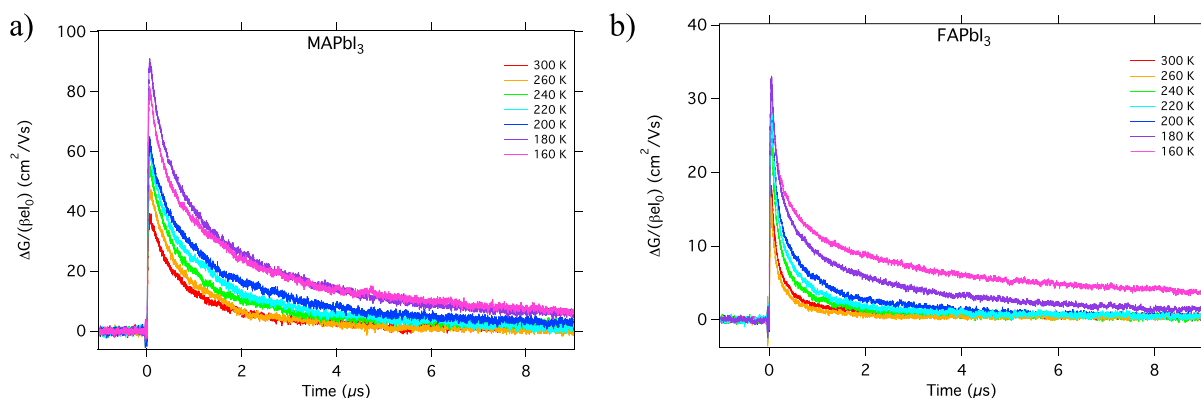 a)
MAPbI₃
100
80
60
40
20
0
ΔG/(βeI₀) (cm²/Vs)
300 K
260 K
240 K
220 K
200 K
180 K
160 K
0 2 4 6 8
Time (µs)
b)
FAPbI₃
40
30
20
10
0
ΔG/(βeI₀) (cm²/Vs)
300 K
260 K
240 K
220 K
200 K
180 K
160 K
0 2 4 6 8
Time (µs)